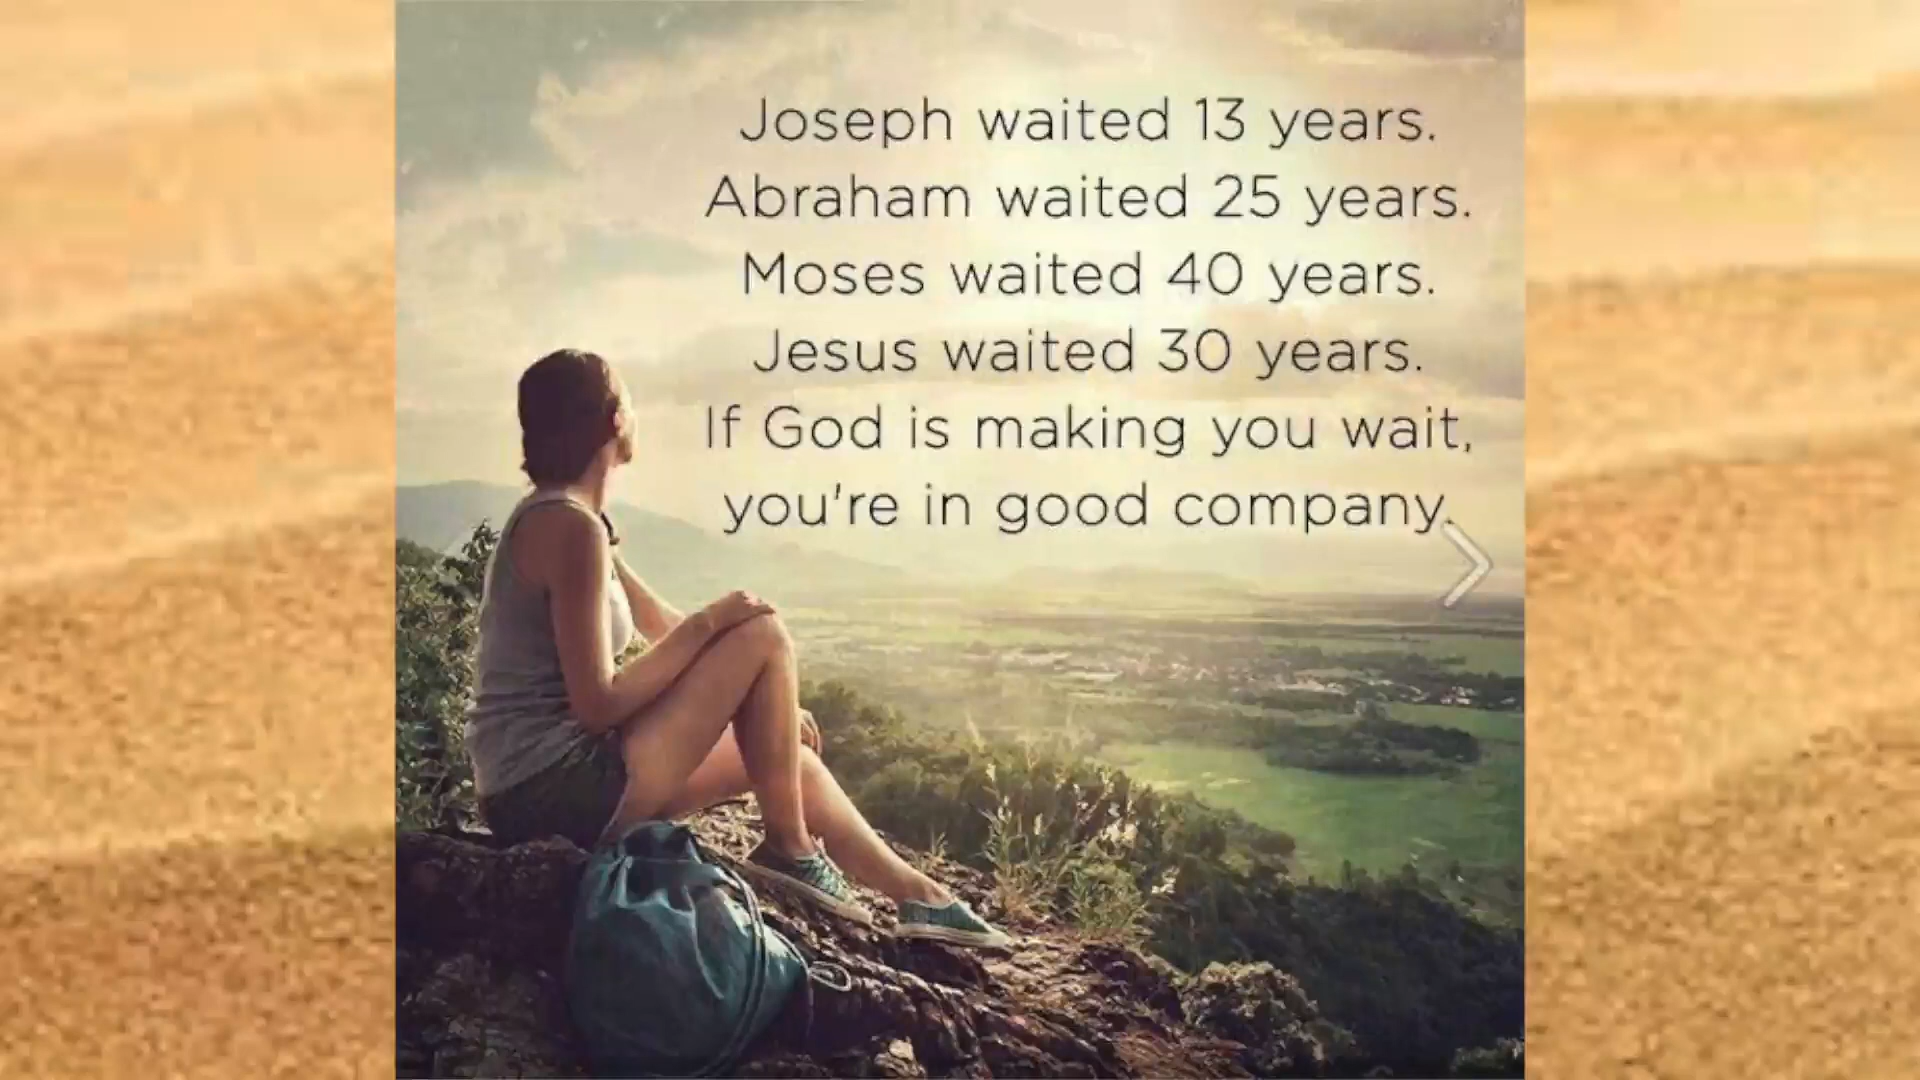 Joseph waited 13 years.
Abraham waited 25 years.
Moses waited 40 years.
Jesus waited 30 years.
If God is making you wait,
you're in good company.